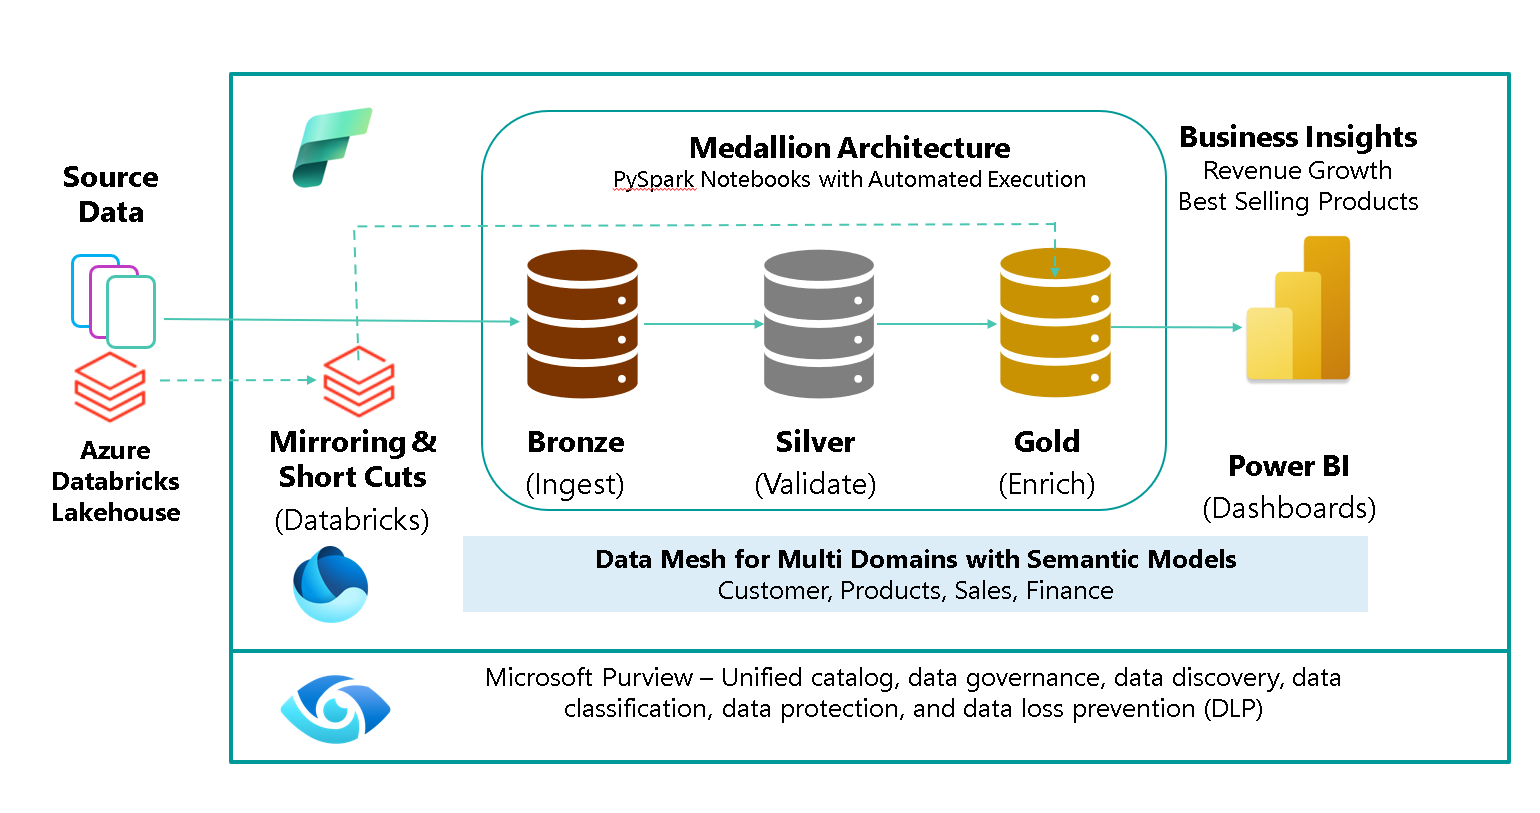 Source
Data
Azure
Databricks
Lakehouse
Mirroring &
Short Cuts
(Databricks)
Medallion Architecture
PySpark Notebooks with Automated Execution
Bronze
(Ingest)
Silver
(Validate)
Gold
(Enrich)
Business Insights
Revenue Growth
Best Selling Products
Power BI
(Dashboards)
Data Mesh for Multi Domains with Semantic Models
Customer, Products, Sales, Finance
Microsoft Purview – Unified catalog, data governance, data discovery, data
classification, data protection, and data loss prevention (DLP)